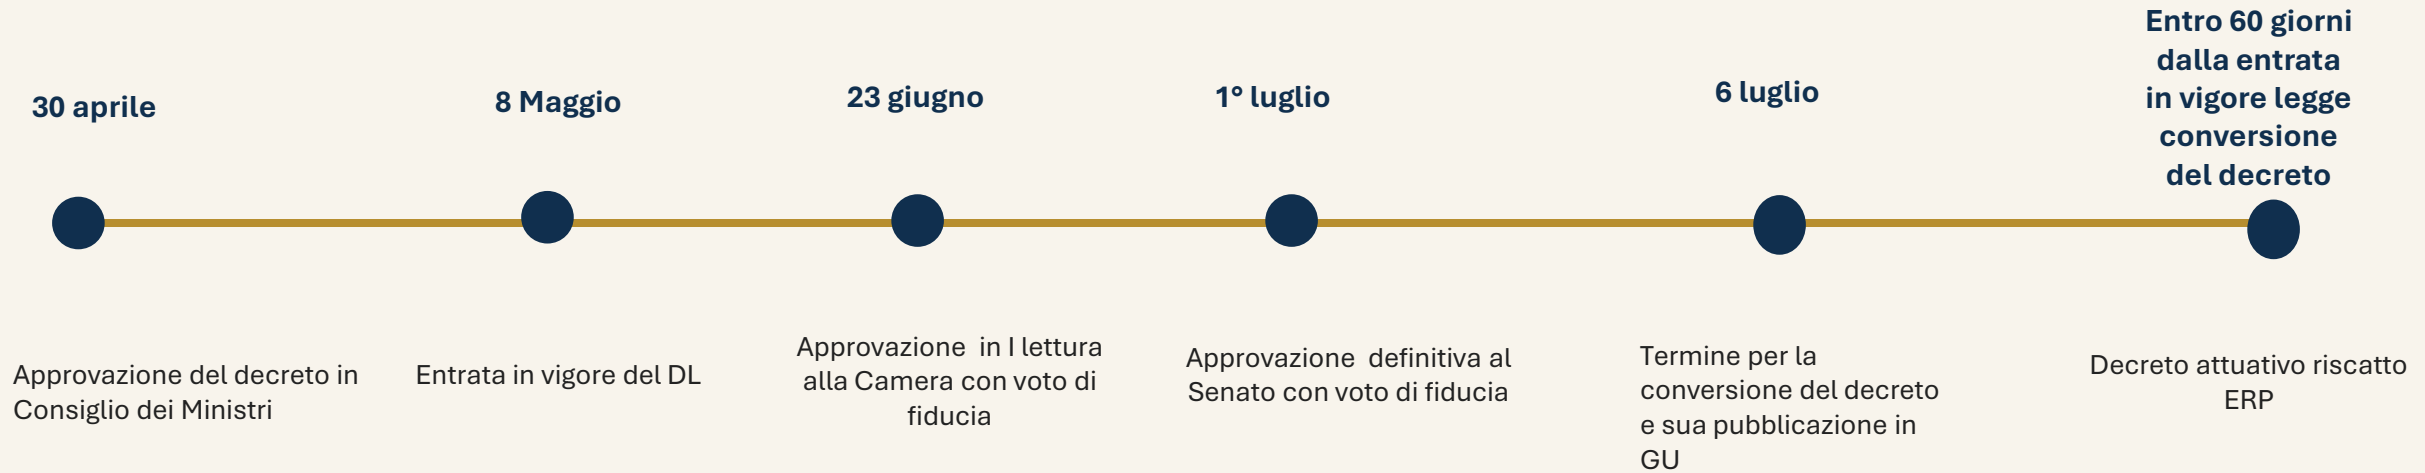 30 aprile
Approvazione del decreto in
Consiglio dei Ministri
8 Maggio
Entrata in vigore del DL
23 giugno
Approvazione  in I lettura
alla Camera con voto di
fiducia
1° luglio
Approvazione  definitiva al
Senato con voto di fiducia
6 luglio
Termine per la
conversione del decreto
e sua pubblicazione in
GU
Entro 60 giorni
dalla entrata
in vigore legge
conversione
del decreto
Decreto attuativo riscatto
ERP